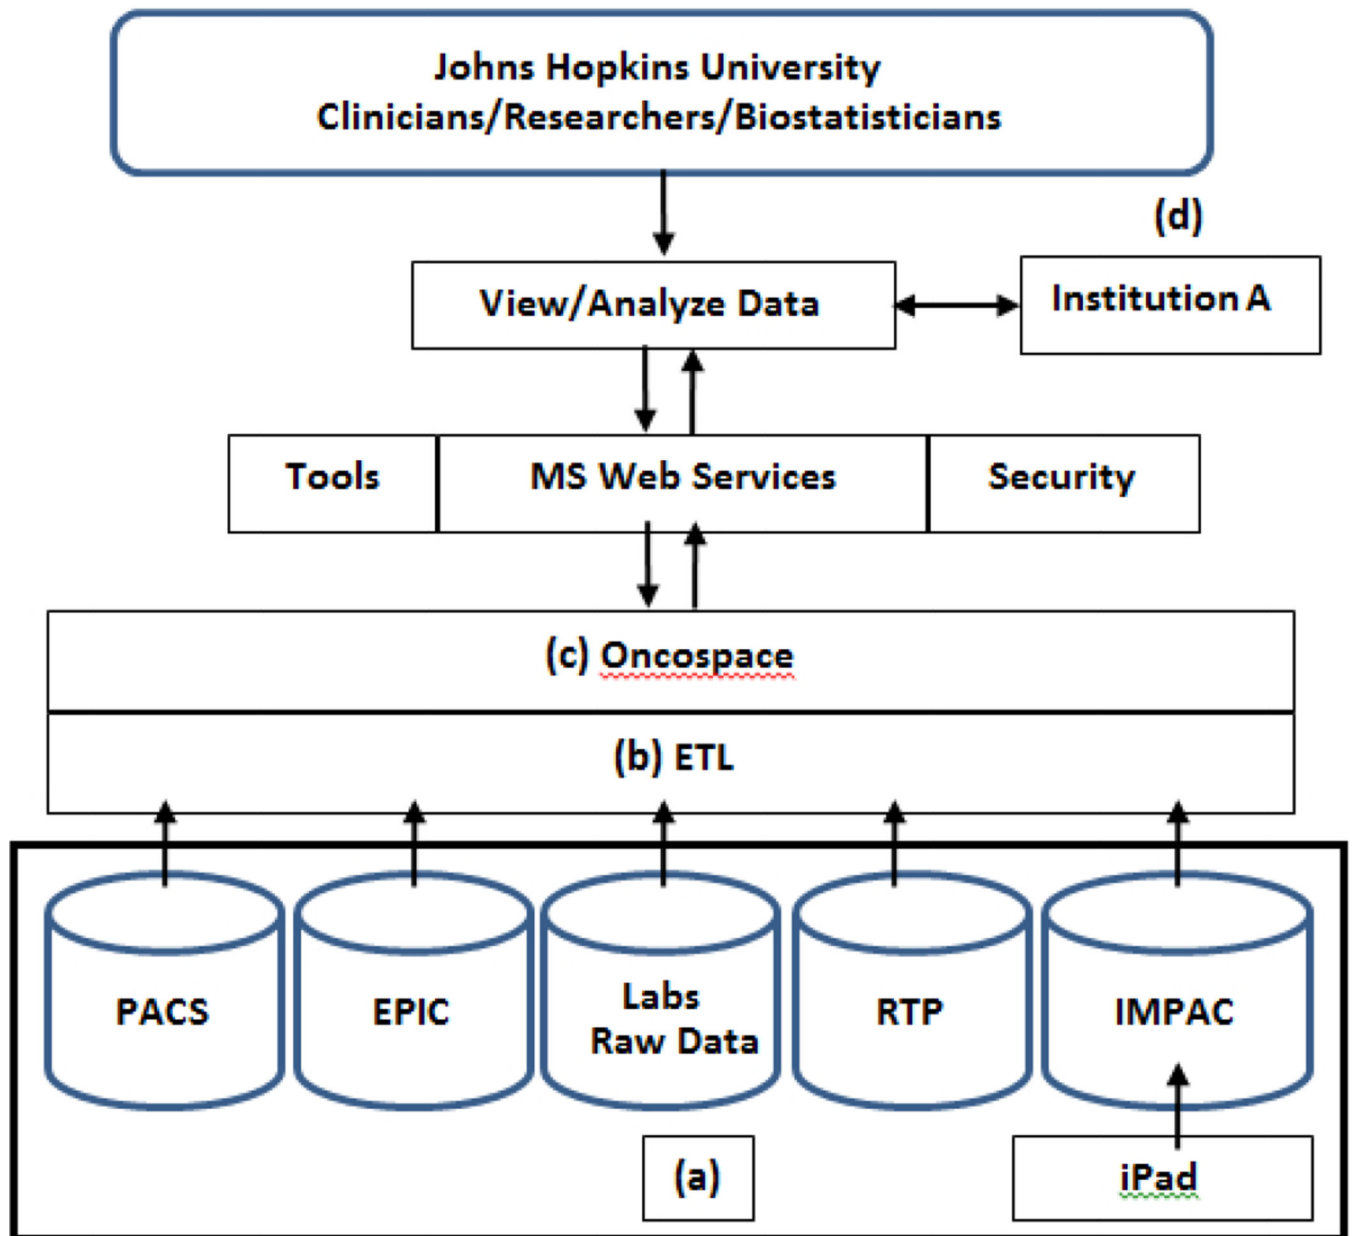 Johns Hopkins University
Clinicians/Researchers/Biostatisticians
(d)
View/Analyze Data
Institution A
Tools
MS Web Services
Security
(c) Oncospace
(b) ETL
PACS
EPIC
Labs
Raw Data
RTP
IMPAC
(a)
iPad